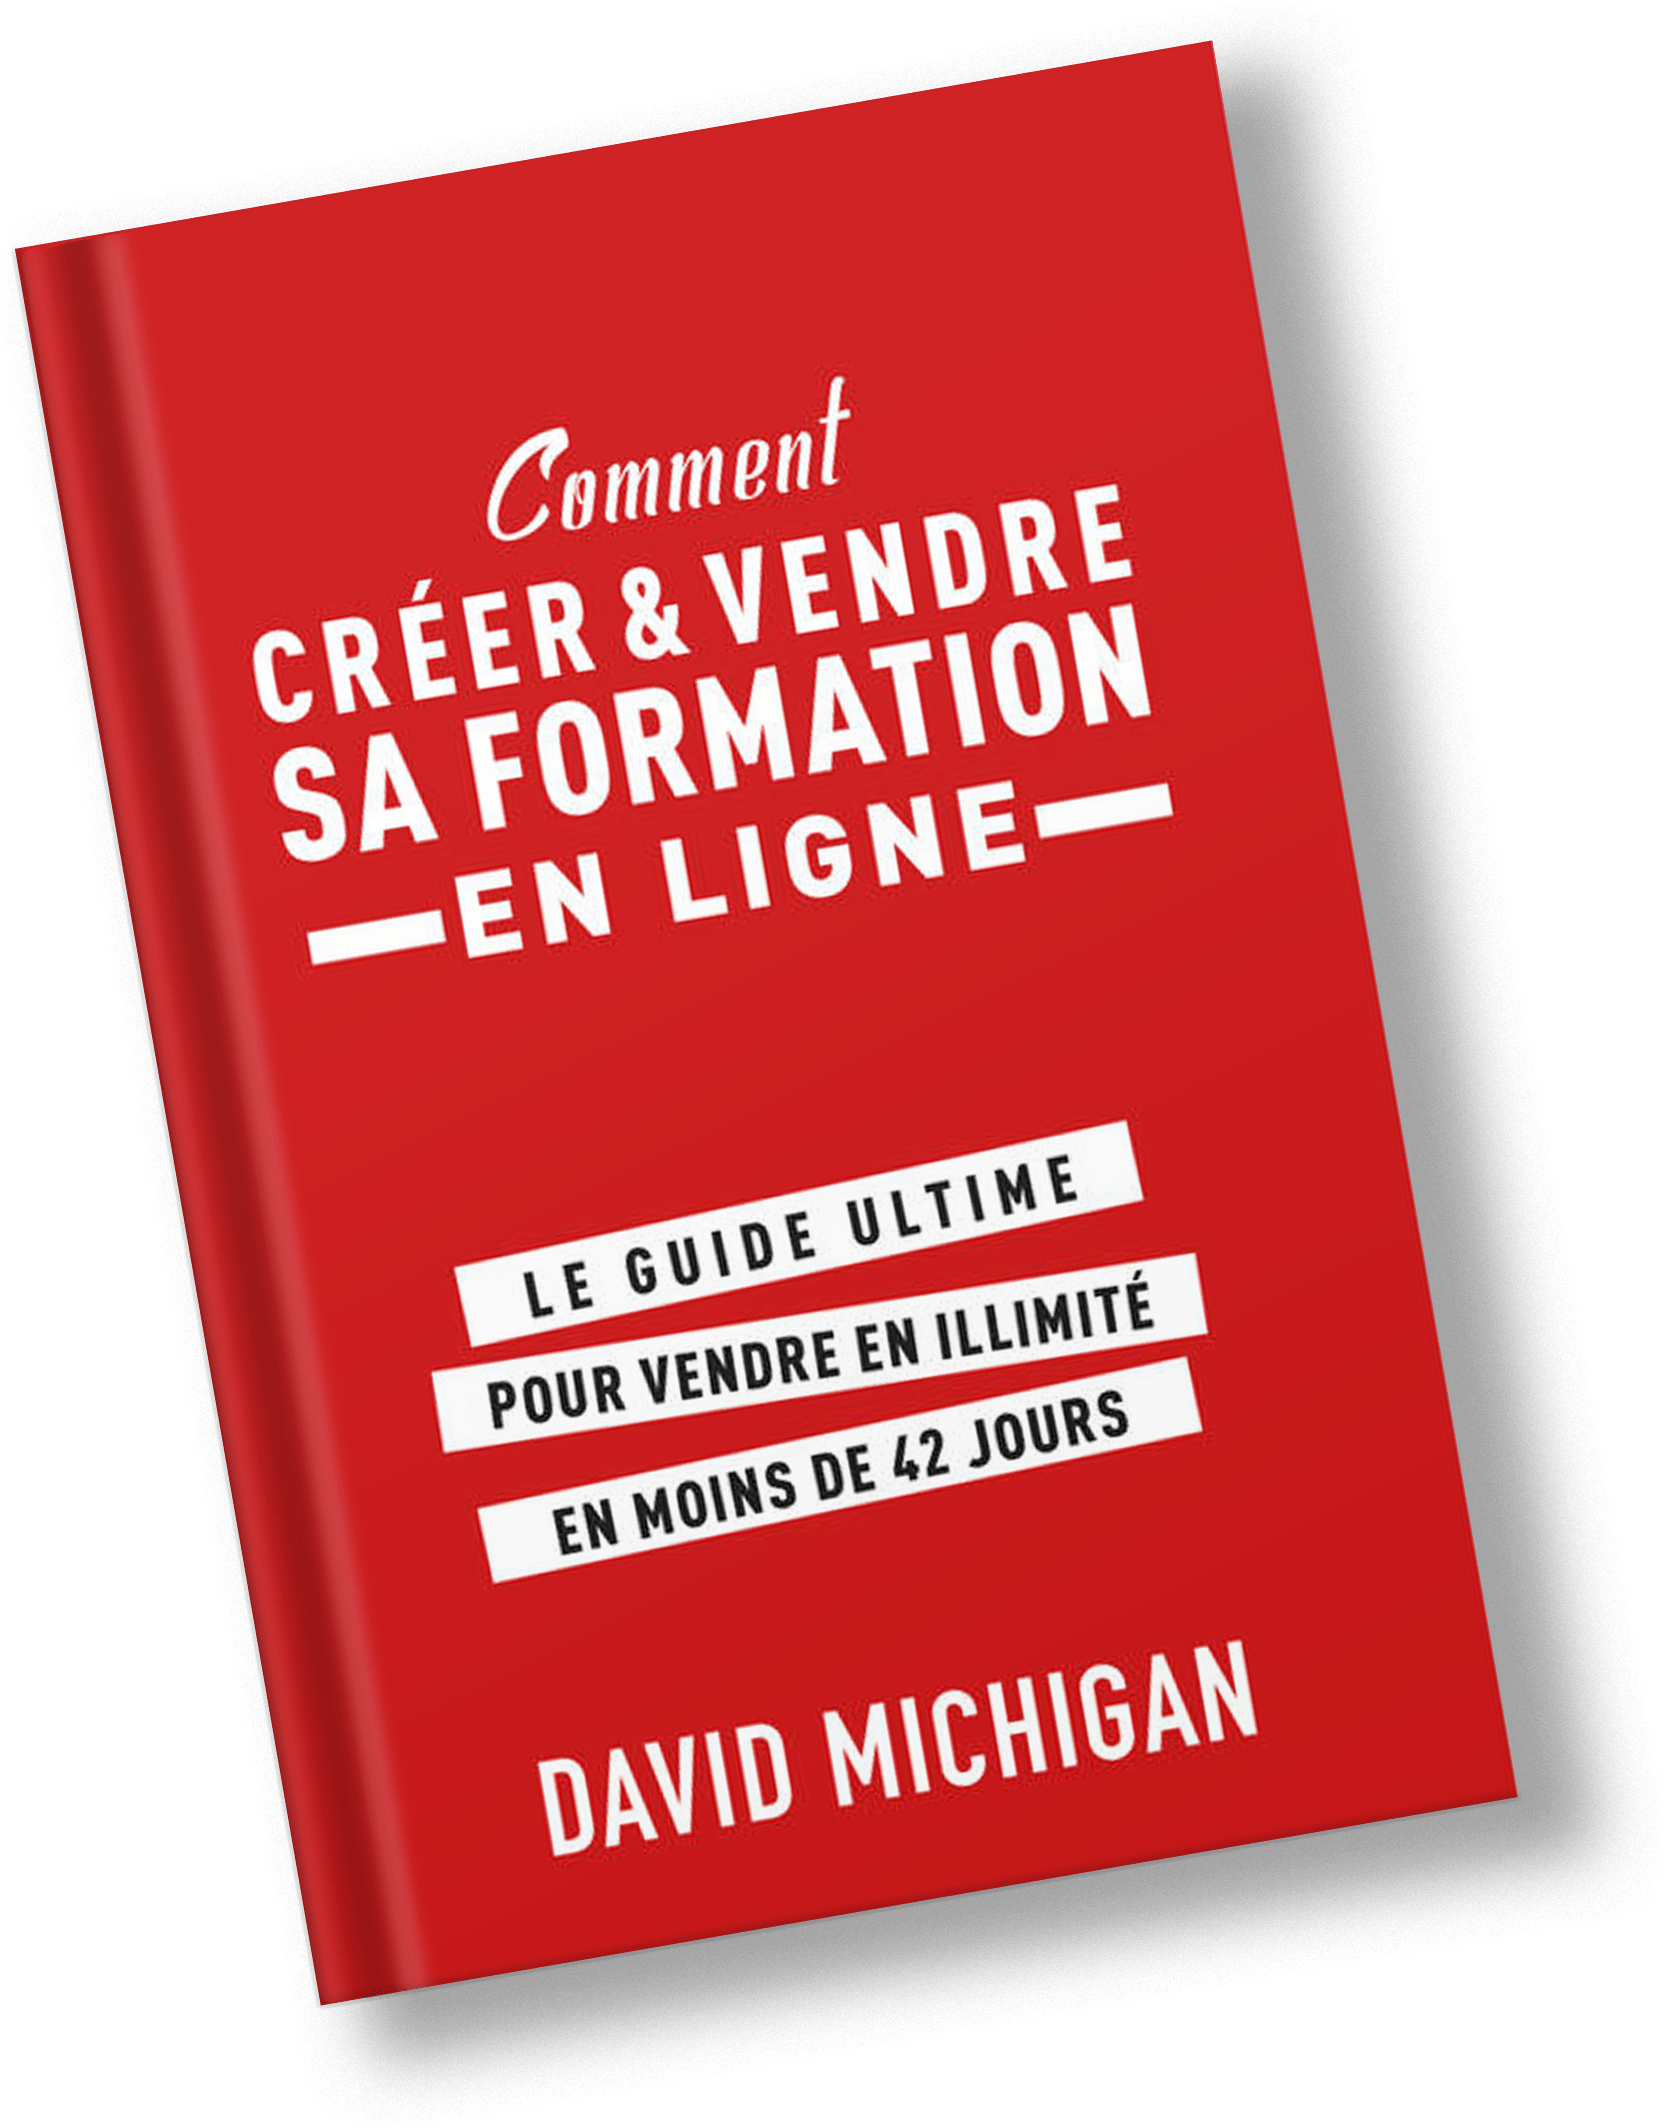 Comment
CRÉER & VENDRE
SA FORMATION
EN LIGNE
LE GUIDE ULTIME
POUR VENDRE EN ILLIMITÉ
EN MOINS DE 42 JOURS
DAVID MICHIGAN